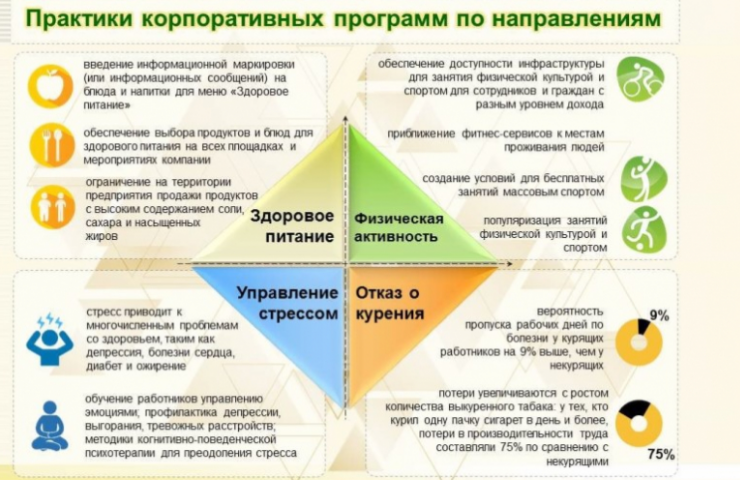 Практики корпоративных программ по направлениям
введение информационной маркировки
(или информационных сообщений) на
блюда и напитки для меню «Здоровое
питание»
обеспечение выбора продуктов и блюд для
здорового питания на всех площадках и
мероприятиях компании
ограничение на территории
предприятия продажи продуктов
с высоким содержанием соли,
сахара и насыщенных
жиров
обеспечение доступности инфраструктуры
для занятия физической культурой и
спортом для сотрудников и граждан с
разным уровнем дохода
приближение фитнес-сервисов к местам
проживания людей
создание условий для бесплатных
занятий массовым спортом
популяризация занятий
физической культурой и
спортом
Здоровое
питание
Физическая
активность
Управление
стрессом
Отказ о
курения
стресс приводит к
многочисленным проблемам
со здоровьем, таким как
депрессия, болезни сердца,
диабет и ожирение
обучение работников управлению
эмоциями; профилактика депрессии,
выгорания, тревожных расстройств;
методики когнитивно-поведенческой
психотерапии для преодоления стресса
вероятность
пропуска рабочих дней по
болезни у курящих
работников на 9% выше, чем у
некурящих
9%
потери увеличиваются с ростом
количества выкуренного табака: у тех, кто
курил одну пачку сигарет в день и более,
потери в производительности труда
составляли 75% по сравнению с
некурящими
75%